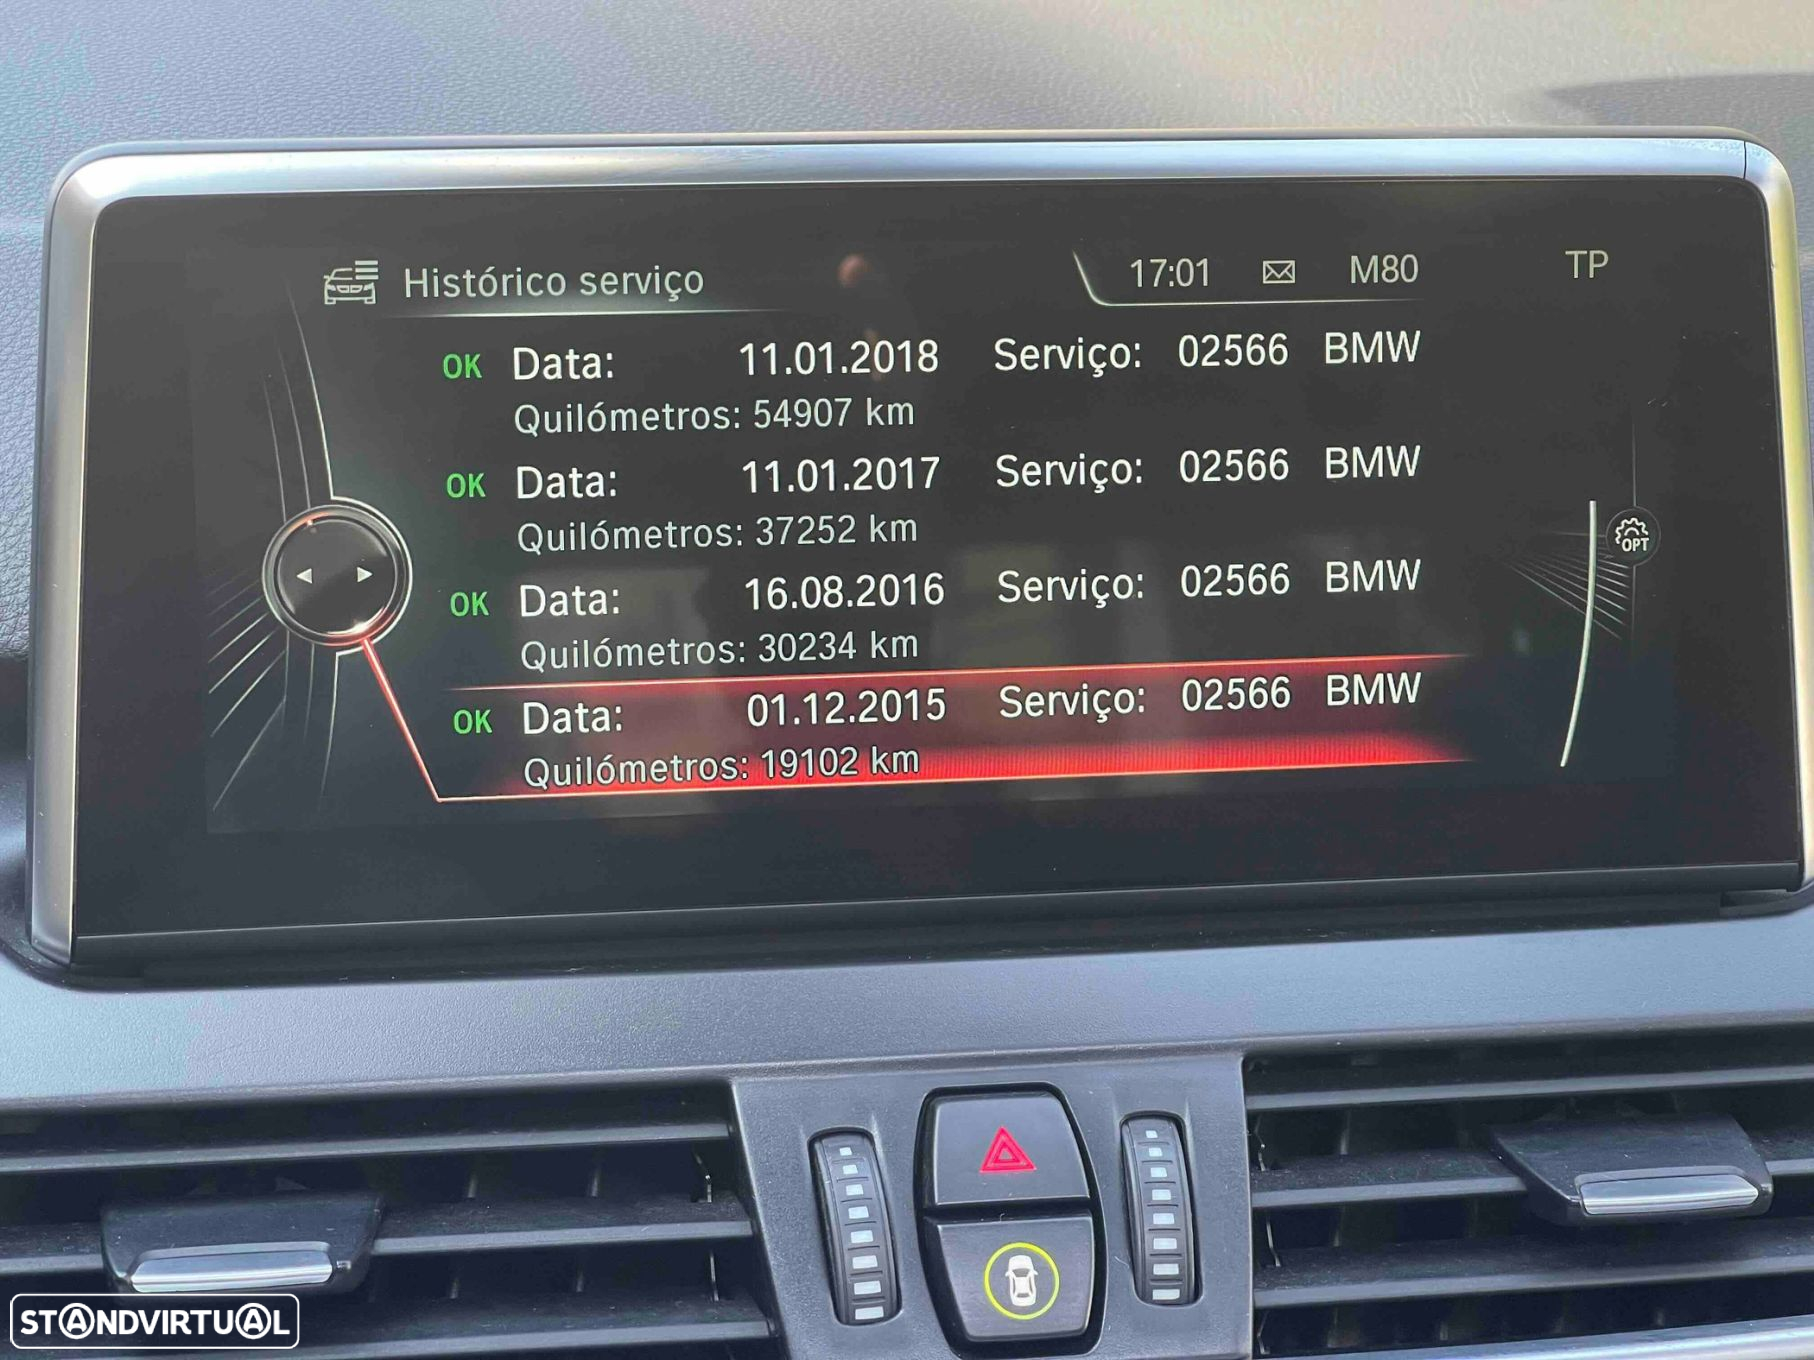 Histórico serviço
17:01 M80 TP
OK Data: 11.01.2018 Serviço: 02566 BMW
Quilómetros: 54907 km
OK Data: 11.01.2017 Serviço: 02566 BMW
Quilómetros: 37252 km
OPT
OK Data: 16.08.2016 Serviço: 02566 BMW
Quilómetros: 30234 km
OK Data: 01.12.2015 Serviço: 02566 BMW
Quilómetros: 19102 km
STANDVIRTUAL